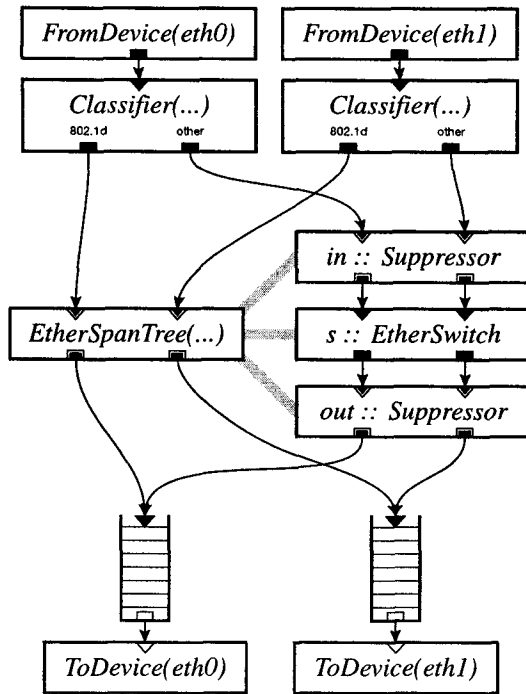 FromDevice(eth0)
FromDevice(eth1)
Classifier(...)
802.1d other
Classifier(...)
802.1d other
in :: Suppressor
EtherSpanTree(...)
s :: EtherSwitch
out :: Suppressor
ToDevice(eth0)
ToDevice(eth1)